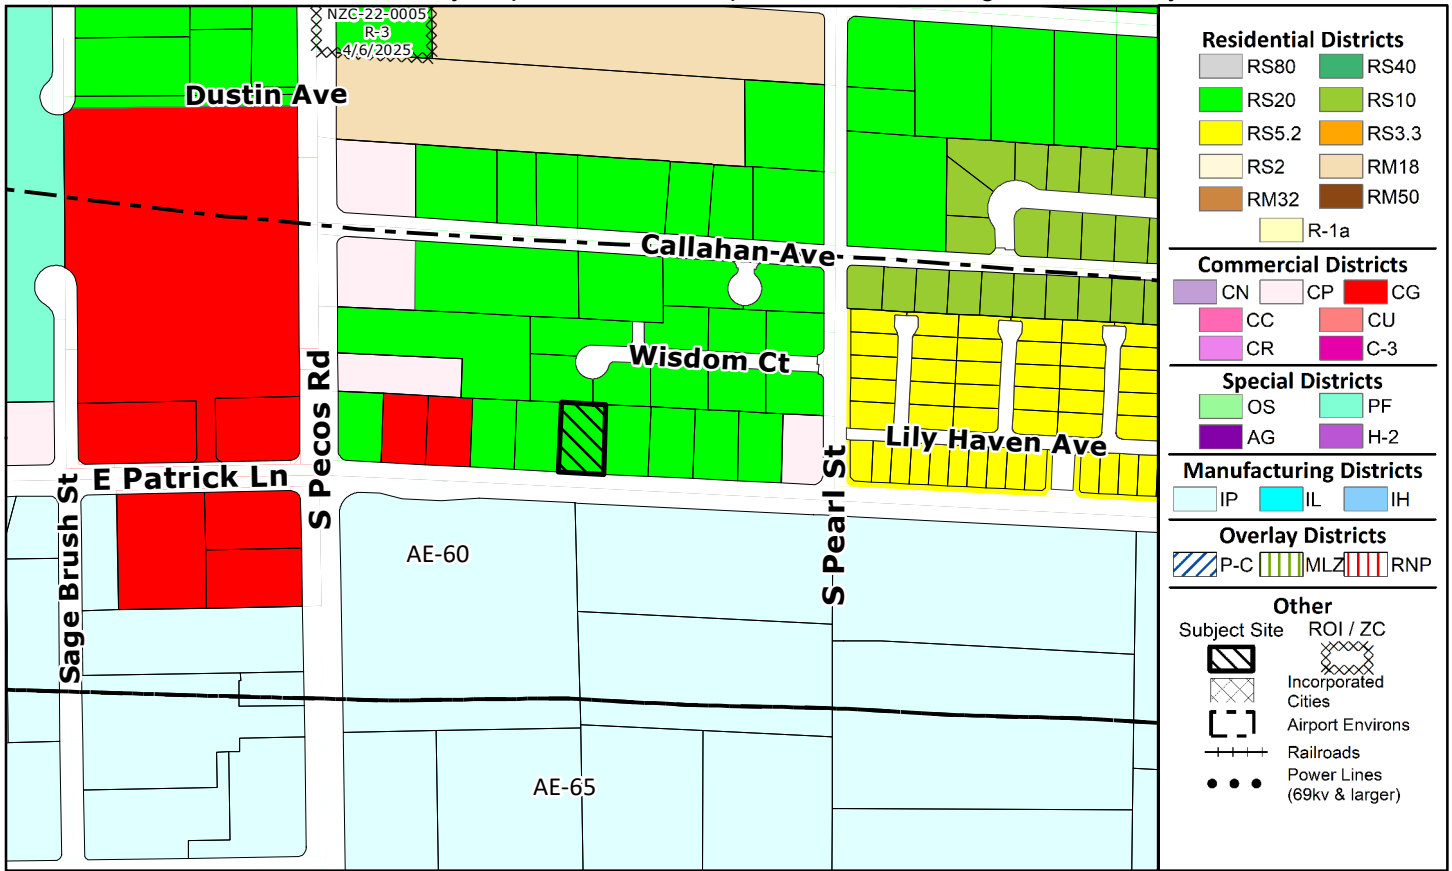 NZC-22-0005
R-3
4/6/2025
Dustin Ave
Callahan Ave
Wisdom Ct
Lily Haven Ave
E Patrick Ln
S Pecos Rd
S Pearl St
Sage Brush St
AE-60
AE-65
Residential Districts
RS80 RS40
RS20 RS10
RS5.2 RS3.3
RS2 RM18
RM32 RM50
R-1a
Commercial Districts
CN CP CG
CC CU
CR C-3
Special Districts
OS PF
AG H-2
Manufacturing Districts
IP IL IH
Overlay Districts
P-C MLZ RNP
Other
Subject Site ROI / ZC
Incorporated
Cities
Airport Environs
Railroads
Power Lines
(69kv & larger)